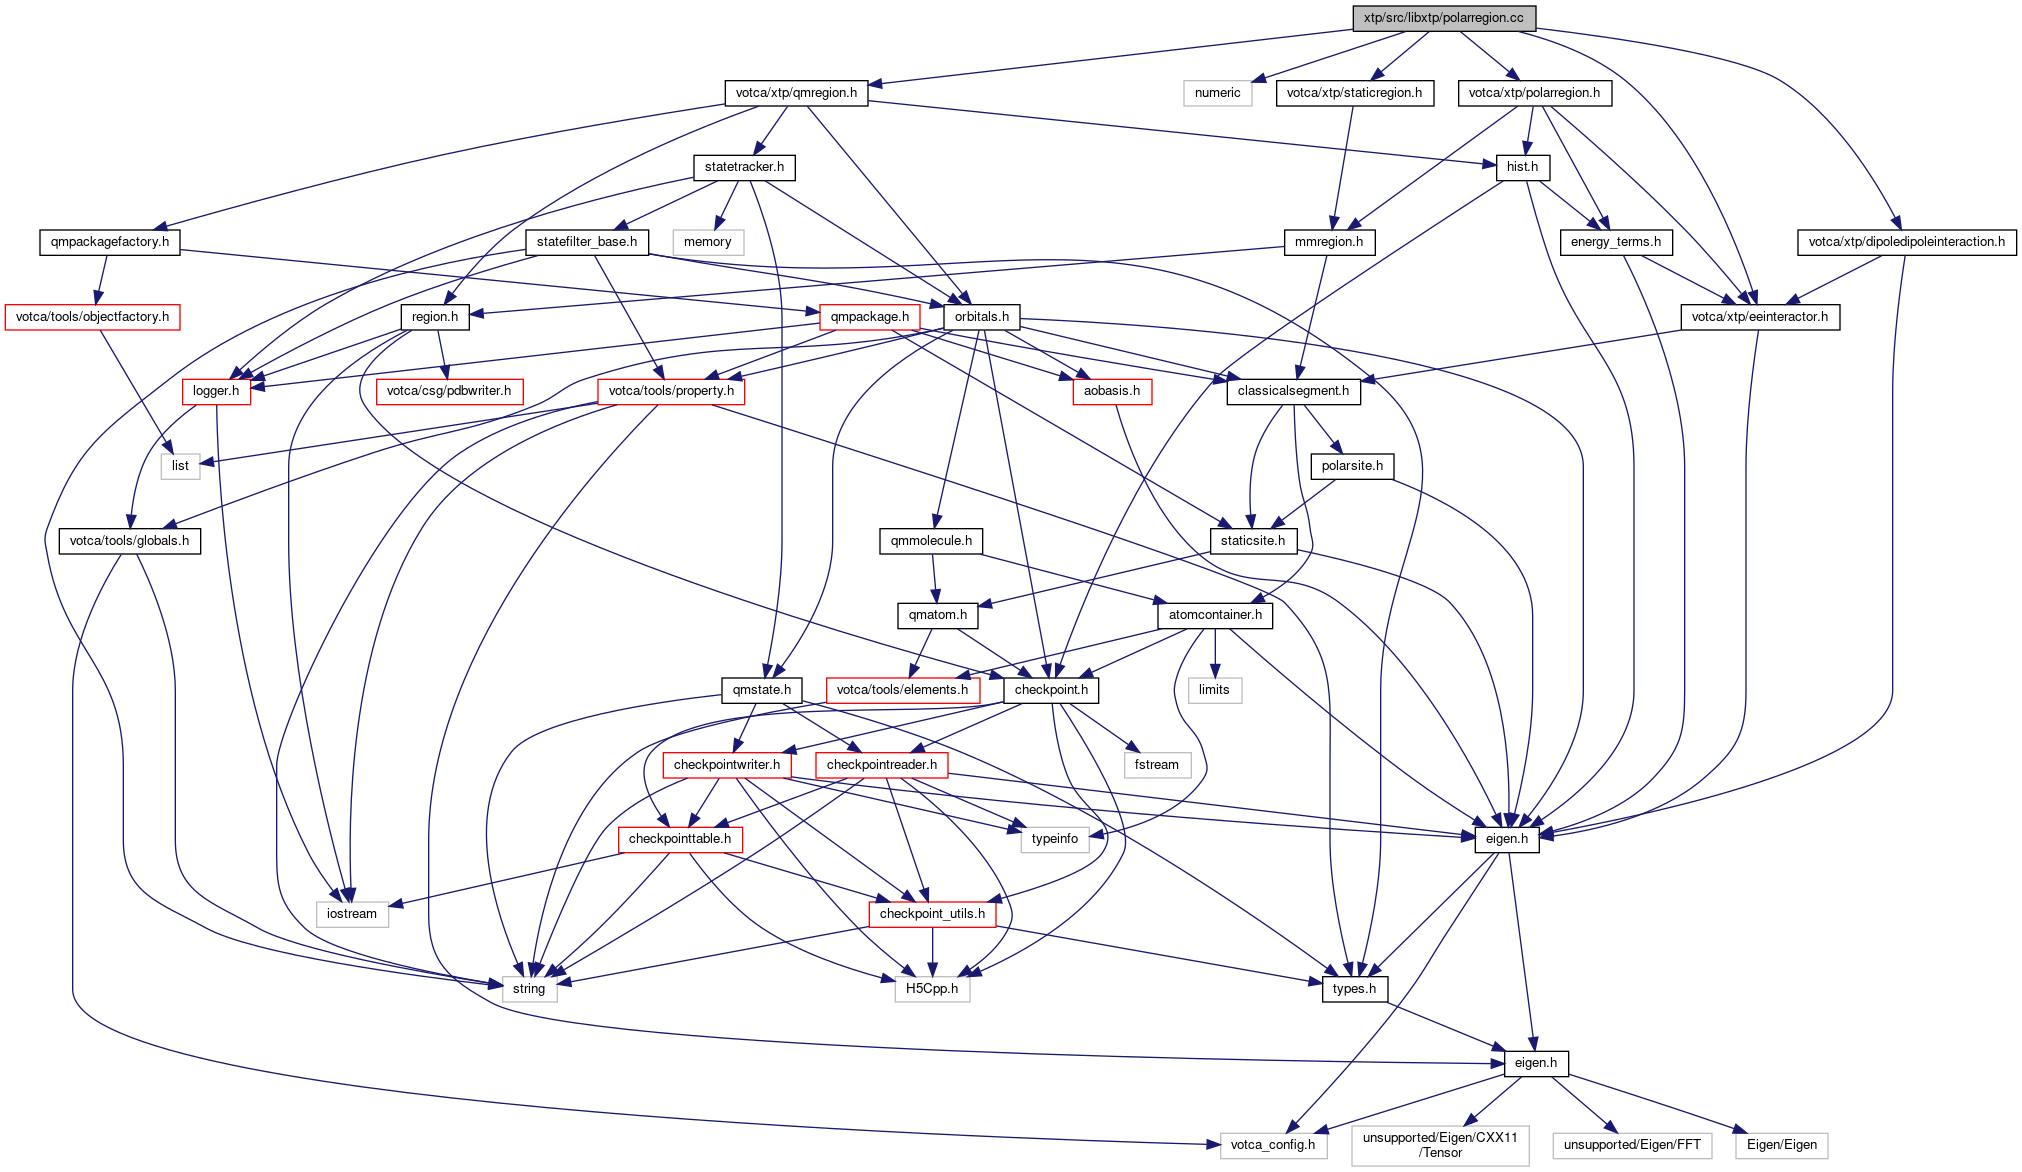 xtp/src/libxtp/polarregion.cc
votca/xtp/qmregion.h
numeric
votca/xtp/staticregion.h
votca/xtp/polarregion.h
statetracker.h
hist.h
qmpackagefactory.h
statefilter_base.h
memory
mmregion.h
energy_terms.h
votca/xtp/dipoledipoleinteraction.h
votca/tools/objectfactory.h
region.h
qmpackage.h
orbitals.h
votca/xtp/eeinteractor.h
logger.h
votca/csg/pdbwriter.h
votca/tools/property.h
aobasis.h
classicalsegment.h
list
polarsite.h
votca/tools/globals.h
qmmolecule.h
staticsite.h
qmatom.h
atomcontainer.h
qmstate.h
votca/tools/elements.h
checkpoint.h
limits
checkpointwriter.h
checkpointreader.h
fstream
checkpointtable.h
typeinfo
eigen.h
iostream
checkpoint_utils.h
string
H5Cpp.h
types.h
eigen.h
votca_config.h
unsupported/Eigen/CXX11
/Tensor
unsupported/Eigen/FFT
Eigen/Eigen